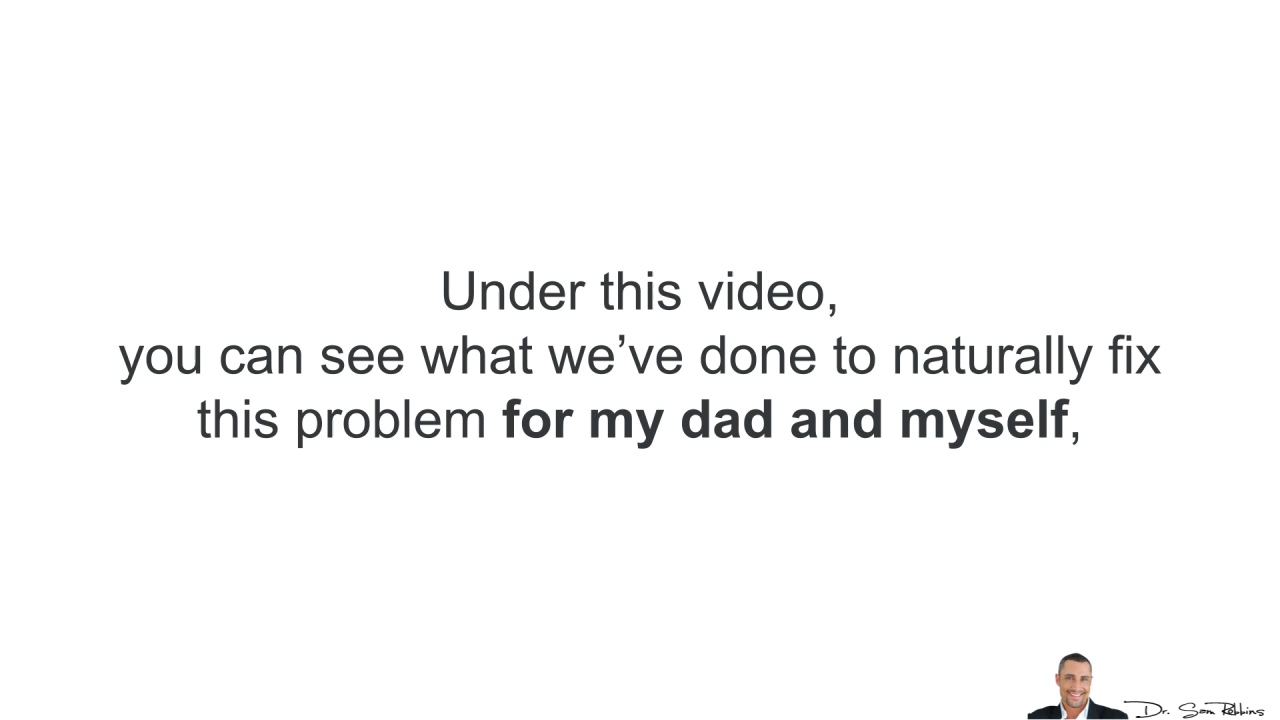 Under this video,
you can see what we’ve done to naturally fix
this problem for my dad and myself,
Dr. Sam Robbins